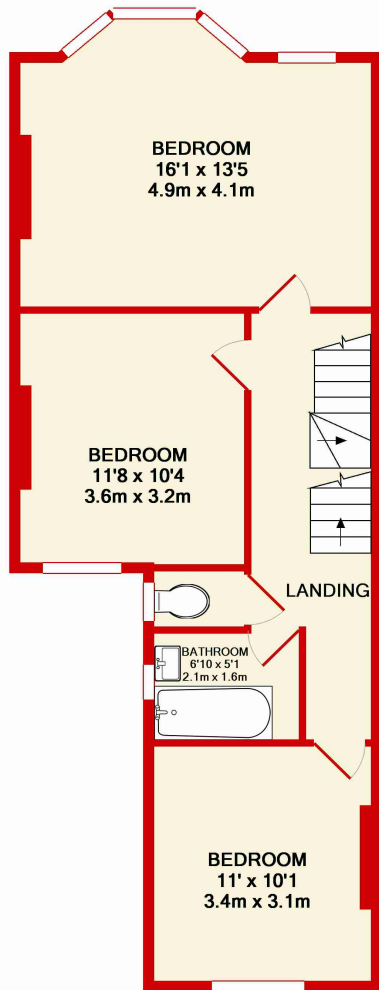 BEDROOM
16'1 x 13'5
4.9m x 4.1m
BEDROOM
11'8 x 10'4
3.6m x 3.2m
LANDING
BATHROOM
6'10 x 5'1
2.1m x 1.6m
BEDROOM
11' x 10'1
3.4m x 3.1m